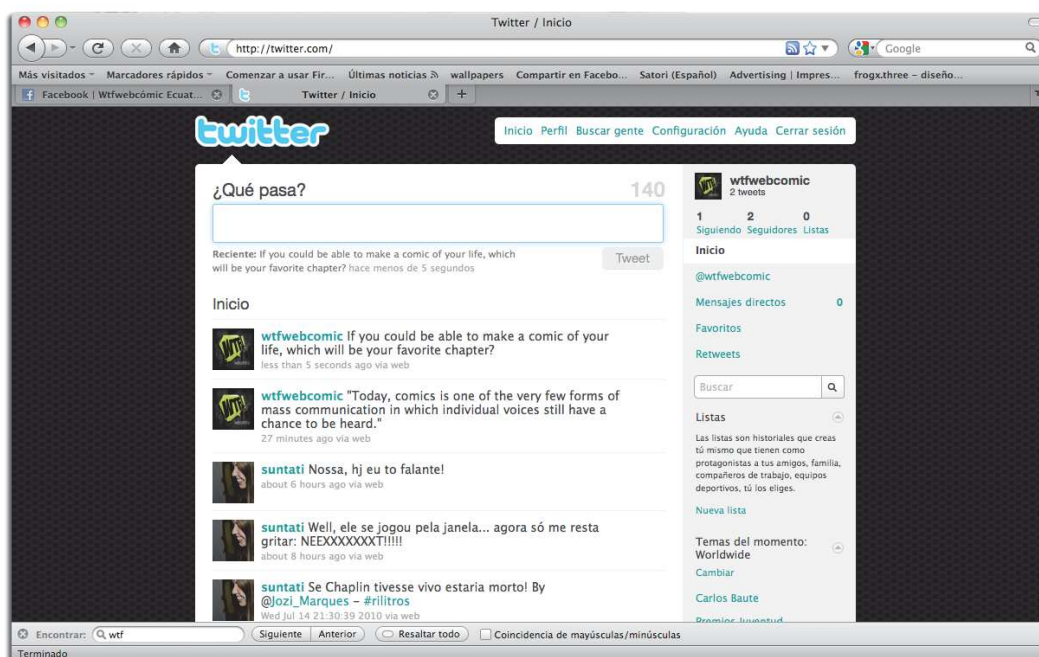 Twitter / Inicio
http://twitter.com/
Google
Más visitados
Marcadores rápidos
Comenzar a usar Fir...
Últimas noticias
wallpapers
Compartir en Facebo...
Satori (Español)
Advertising | Impres...
frogx.three – diseño...
Facebook | Wtfwebcómic Ecuat...
Twitter / Inicio
twitter
Inicio Perfil Buscar gente Configuración Ayuda Cerrar sesión
¿Qué pasa?
140
Reciente: If you could be able to make a comic of your life, which
will be your favorite chapter? hace menos de 5 segundos
Tweet
Inicio
WTF!
wtfwebcomic If you could be able to make a comic of your
life, which will be your favorite chapter?
less than 5 seconds ago via web
WTF!
wtfwebcomic "Today, comics is one of the very few forms of
mass communication in which individual voices still have a
chance to be heard."
27 minutes ago via web
suntati Nossa, hj eu to falante!
about 6 hours ago via web
suntati Well, ele se jogou pela janela... agora só me resta
gritar: NEEXXXXXXT!!!!!
about 8 hours ago via web
suntati Se Chaplin tivesse vivo estaria morto! By
@Jozi_Marques – #rilitros
Wed Jul 14 21:30:39 2010 via web
wtfwebcomic
2 tweets
1 2 0
Siguiendo Seguidores Listas
Inicio
@wtfwebcomic
Mensajes directos 0
Favoritos
Retweets
Buscar
Listas
Las listas son historiales que creas
tú mismo que tienen como
protagonistas a tus amigos, familia,
compañeros de trabajo, equipos
deportivos, tú los eliges.
Nueva lista
Temas del momento:
Worldwide
Cambiar
Carlos Baute
Premios Juventud
Encontrar: wtf
Siguiente
Anterior
Resaltar todo
Coincidencia de mayúsculas/minúsculas
Terminado